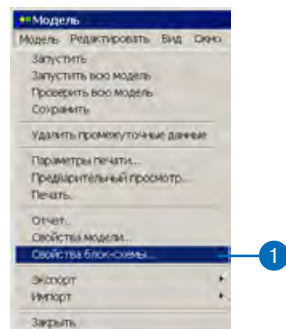 Модель
Модель Редактировать Вид Окно
Запустить
Запустить всю модель
Проверить всю модель
Сохранить
Удалить промежуточные данные
Параметры печати...
Предварительный просмотр...
Печать...
Отчет...
Свойства модели...
Свойства блок-схемы... 1
Экспорт
Импорт
Закрыть